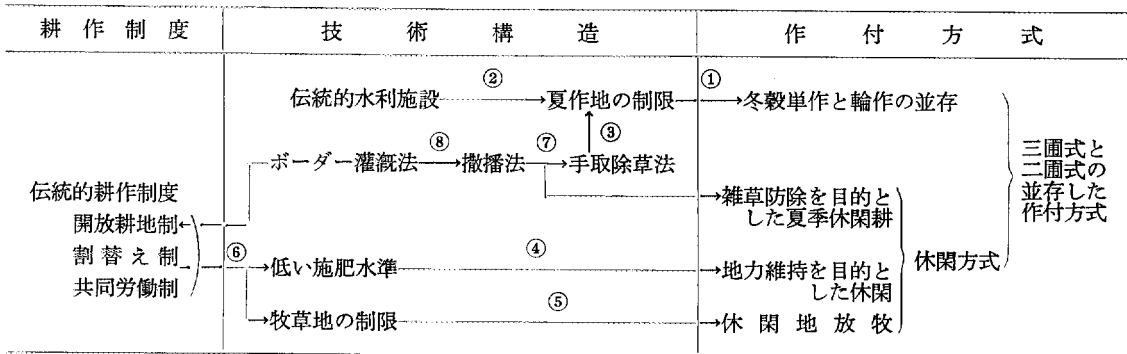 耕作制度 技術構造 作付方式
② ①
伝統的水利施設 夏作地の制限 冬穀単作と輪作の並存
③
⑧ ⑦
ボーダー灌漑法 撒播法 手取除草法
三圃式と
二圃式の
並存した
作付方式
伝統的耕作制度
開放耕地制
割替え制
共同労働制
雑草防除を目的と
した夏季休閑耕
⑥ ④
低い施肥水準 地力維持を目的と
した休閑
休閑方式
⑤
牧草地の制限 休閑地放牧